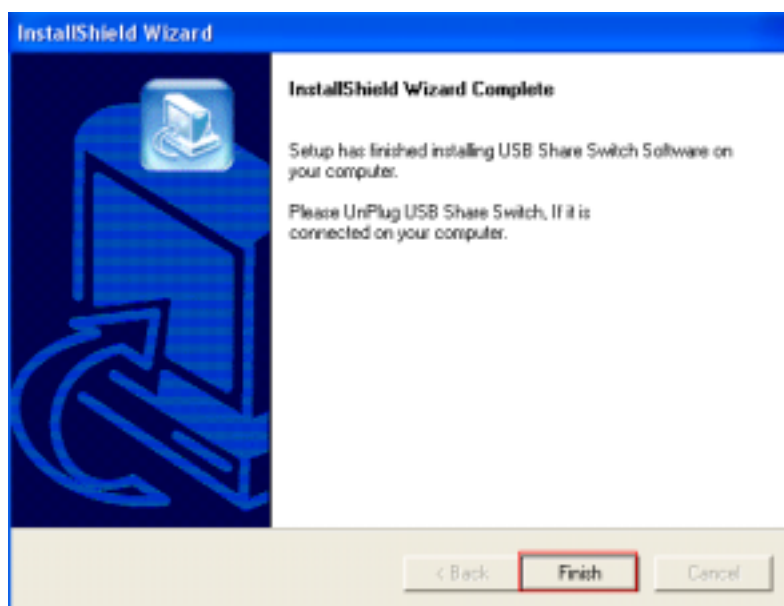 InstallShield Wizard
InstallShield Wizard Complete
Setup has finished installing USB Share Switch Software on
your computer.
Please UnPlug USB Share Switch, If it is
connected on your computer.
< Back
Finish
Cancel